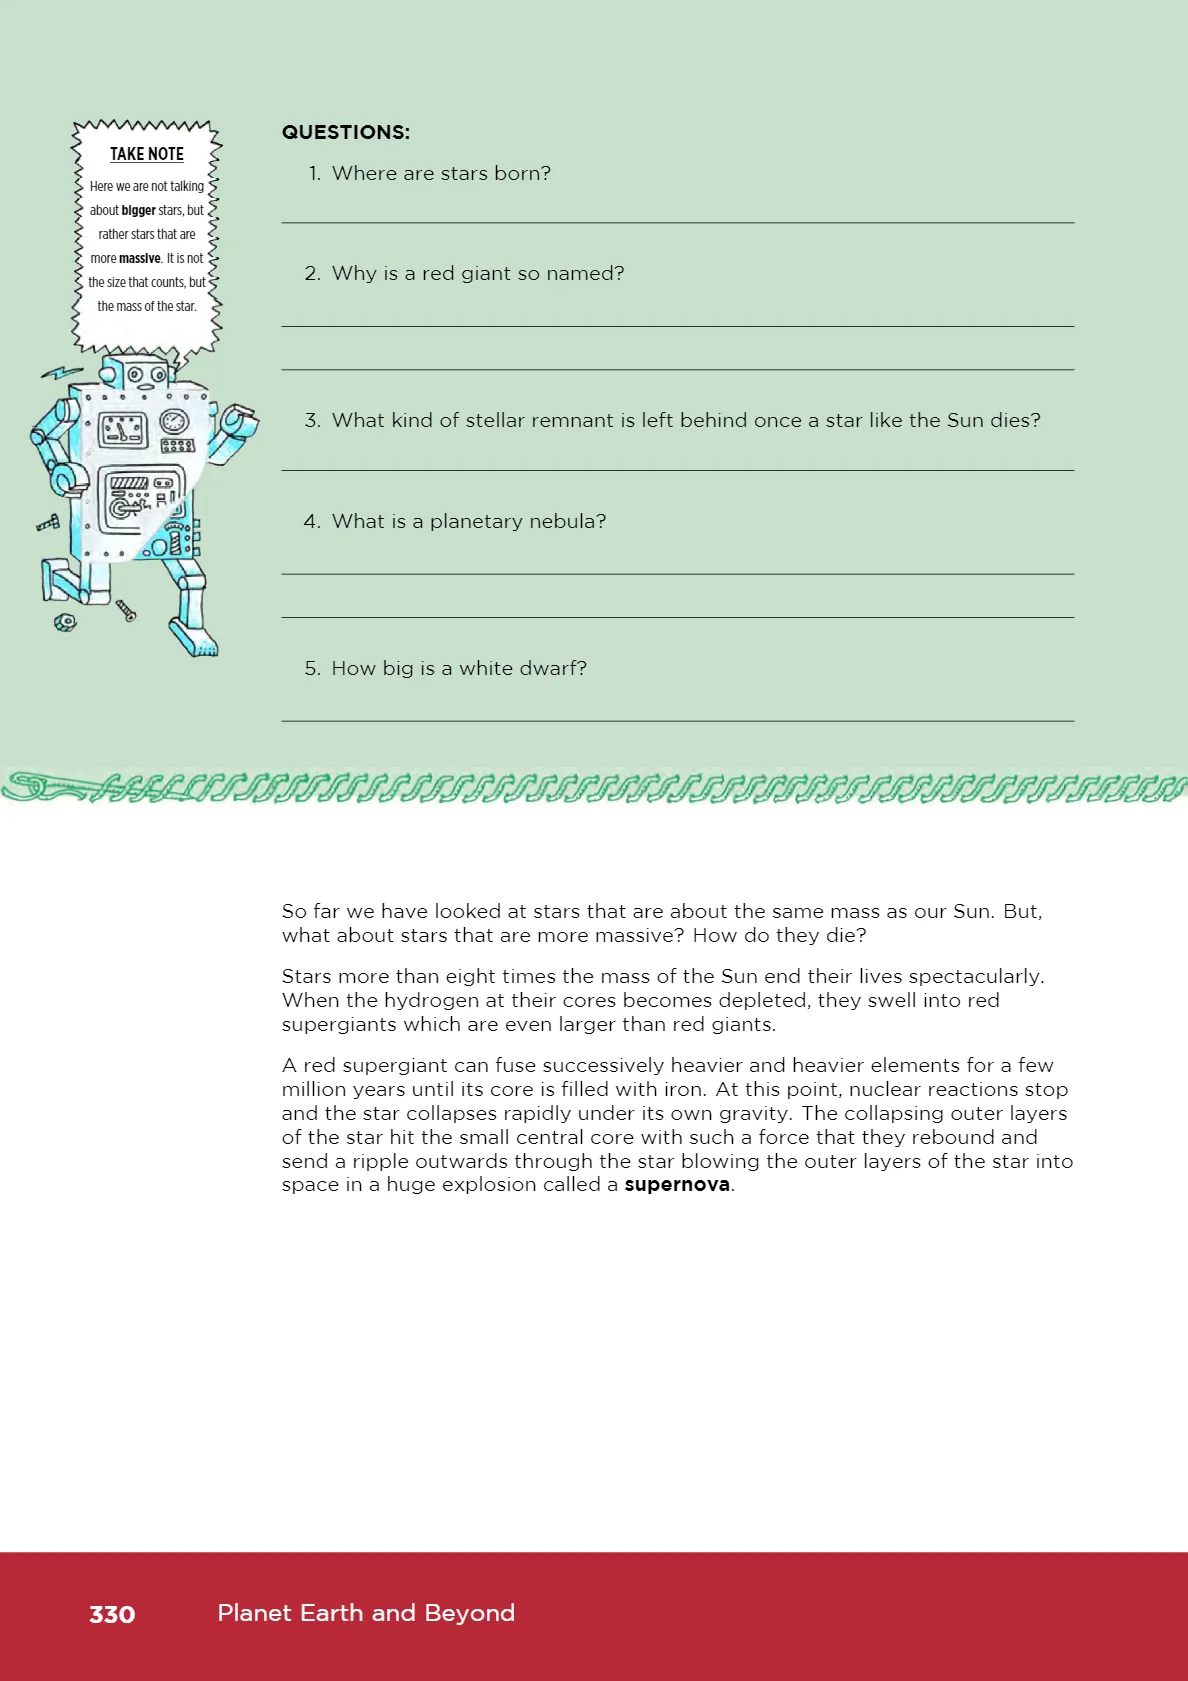 TAKE NOTE
Here we are not talking
about bigger stars, but
rather stars that are
more massive. It is not
the size that counts, but
the mass of the star.
QUESTIONS:
1. Where are stars born?
2. Why is a red giant so named?
3. What kind of stellar remnant is left behind once a star like the Sun dies?
4. What is a planetary nebula?
5. How big is a white dwarf?
So far we have looked at stars that are about the same mass as our Sun. But,
what about stars that are more massive? How do they die?
Stars more than eight times the mass of the Sun end their lives spectacularly.
When the hydrogen at their cores becomes depleted, they swell into red
supergiants which are even larger than red giants.
A red supergiant can fuse successively heavier and heavier elements for a few
million years until its core is filled with iron. At this point, nuclear reactions stop
and the star collapses rapidly under its own gravity. The collapsing outer layers
of the star hit the small central core with such a force that they rebound and
send a ripple outwards through the star blowing the outer layers of the star into
space in a huge explosion called a supernova.
330 Planet Earth and Beyond